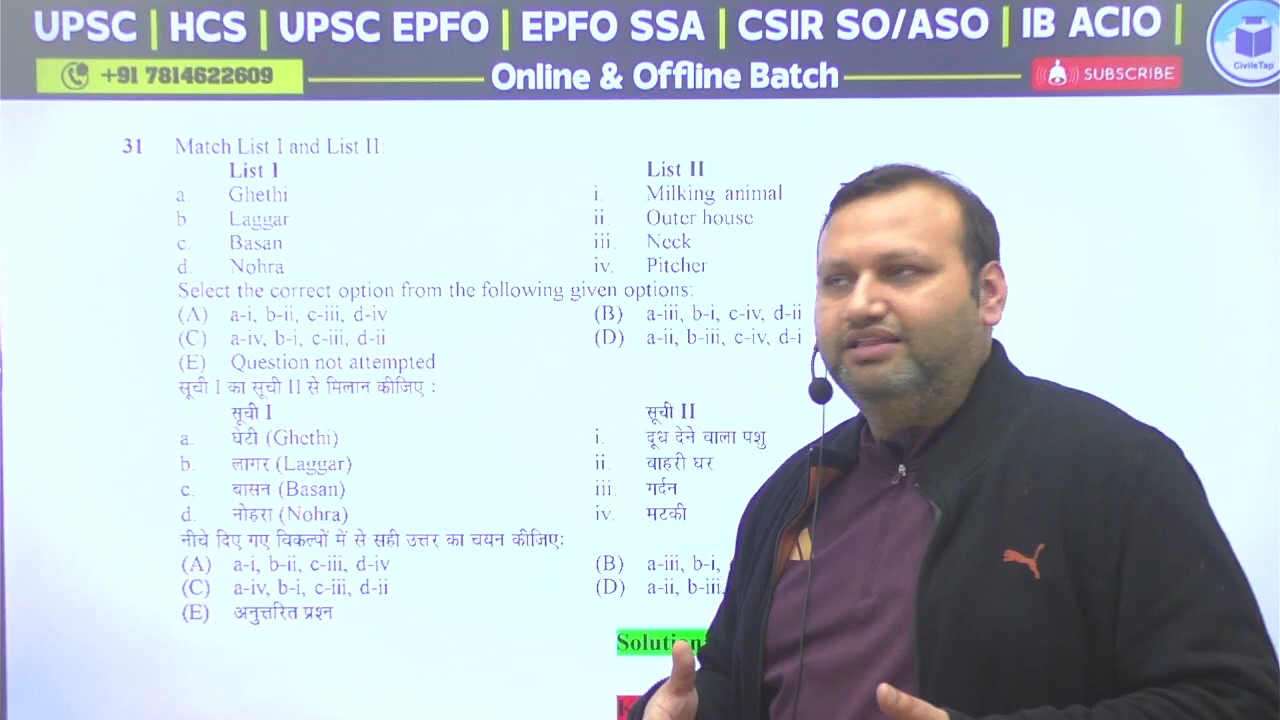 UPSC | HCS | UPSC EPFO | EPFO SSA | CSIR SO/ASO | IB ACIO |
+91 7814622609 Online & Offline Batch SUBSCRIBE
CivilsTap
31 Match List I and List II:
List I List II
a. Ghethi i. Milking animal
b. Laggar ii. Outer house
c. Basan iii. Neck
d. Nohra iv. Pitcher
Select the correct option from the following given options:
(A) a-i, b-ii, c-iii, d-iv (B) a-iii, b-i, c-iv, d-ii
(C) a-iv, b-i, c-iii, d-ii (D) a-ii, b-iii, c-iv, d-i
(E) Question not attempted
सूची I का सूची II से मिलान कीजिए :
सूची I सूची II
a. घेटी (Ghethi) i. दूध देने वाला पशु
b. लागर (Laggar) ii. बाहरी घर
c. बासन (Basan) iii. गर्दन
d. नोहरा (Nohra) iv. मटकी
नीचे दिए गए विकल्पों में से सही उत्तर का चयन कीजिए:
(A) a-i, b-ii, c-iii, d-iv (B) a-iii, b-i,
(C) a-iv, b-i, c-iii, d-ii (D) a-ii, b-iii,
(E) अनुत्तरित प्रश्न
Solution